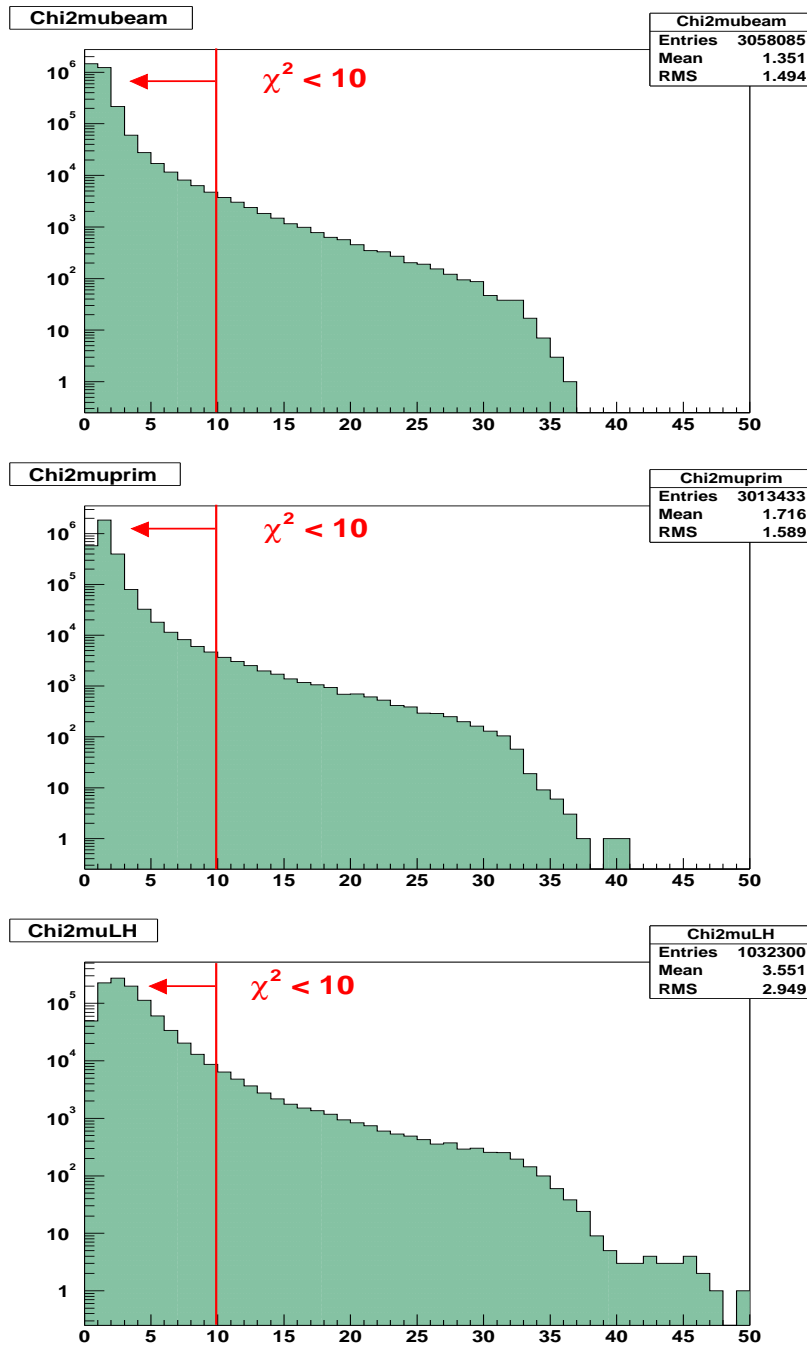 Chi2mubeam
Chi2mubeam
Entries 3058085
Mean 1.351
RMS 1.494
χ² < 10
10⁶
10⁵
10⁴
10³
10²
10
1
0 5 10 15 20 25 30 35 40 45 50
Chi2muprim
Chi2muprim
Entries 3013433
Mean 1.716
RMS 1.589
χ² < 10
10⁶
10⁵
10⁴
10³
10²
10
1
0 5 10 15 20 25 30 35 40 45 50
Chi2muLH
Chi2muLH
Entries 1032300
Mean 3.551
RMS 2.949
χ² < 10
10⁵
10⁴
10³
10²
10
1
0 5 10 15 20 25 30 35 40 45 50